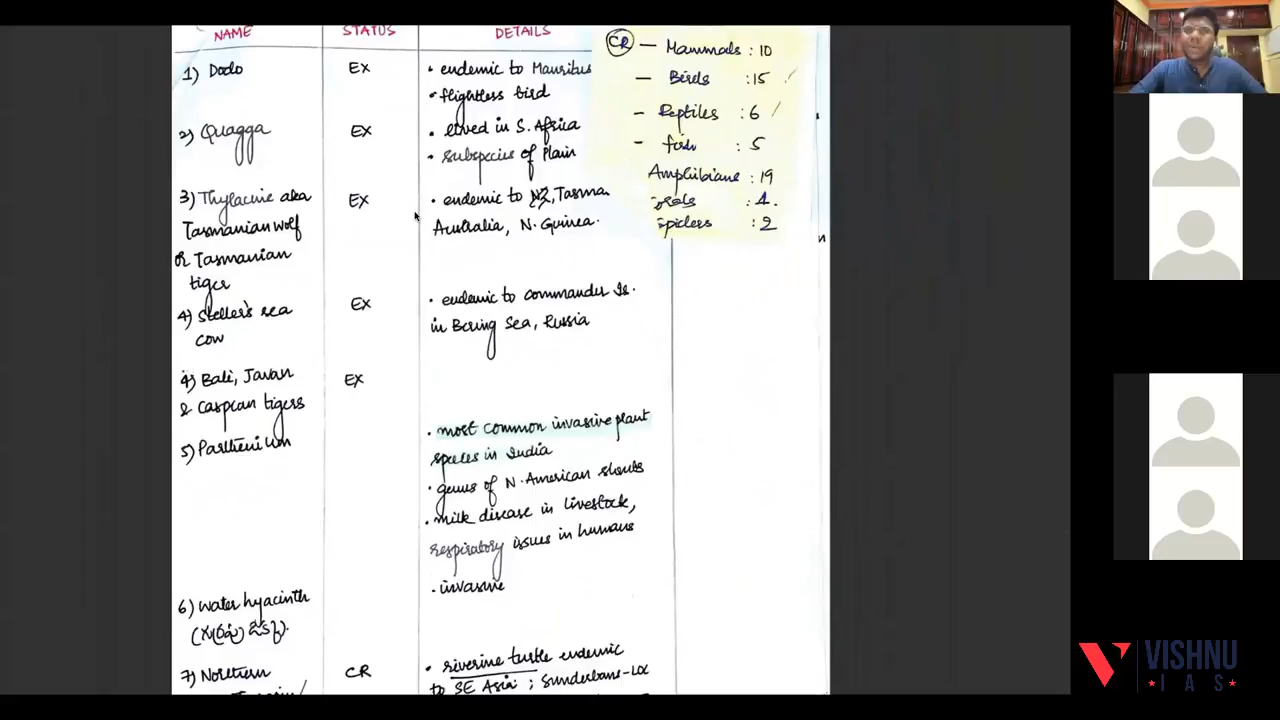 NAME STATUS DETAILS
1) Dodo EX • endemic to Mauritius
• flightless bird
2) Quagga EX • lived in S. Africa
• subspecies of Plain
3) Thylacine aka EX • endemic to NZ, Tasma
Tasmanian wolf Australia, N. Guinea.
or Tasmanian
tiger
4) Steller's sea EX • endemic to commander Is.
cow in Bering Sea, Russia
4) Bali, Javan EX
& Caspian tigers
5) Parthenium • most common invasive plant
species in India
• genus of N. American shrubs
• milk disease in livestock,
respiratory issues in humans
• invasive
6) Water hyacinth
7) Northern CR • riverine turtle endemic
to SE Asia ; Sunderbans-
CR — Mammals : 10
— Birds : 15
- Reptiles : 6
- fish : 5
Amphibians : 19
: 4.
spiders : 2
VISHNU
IAS